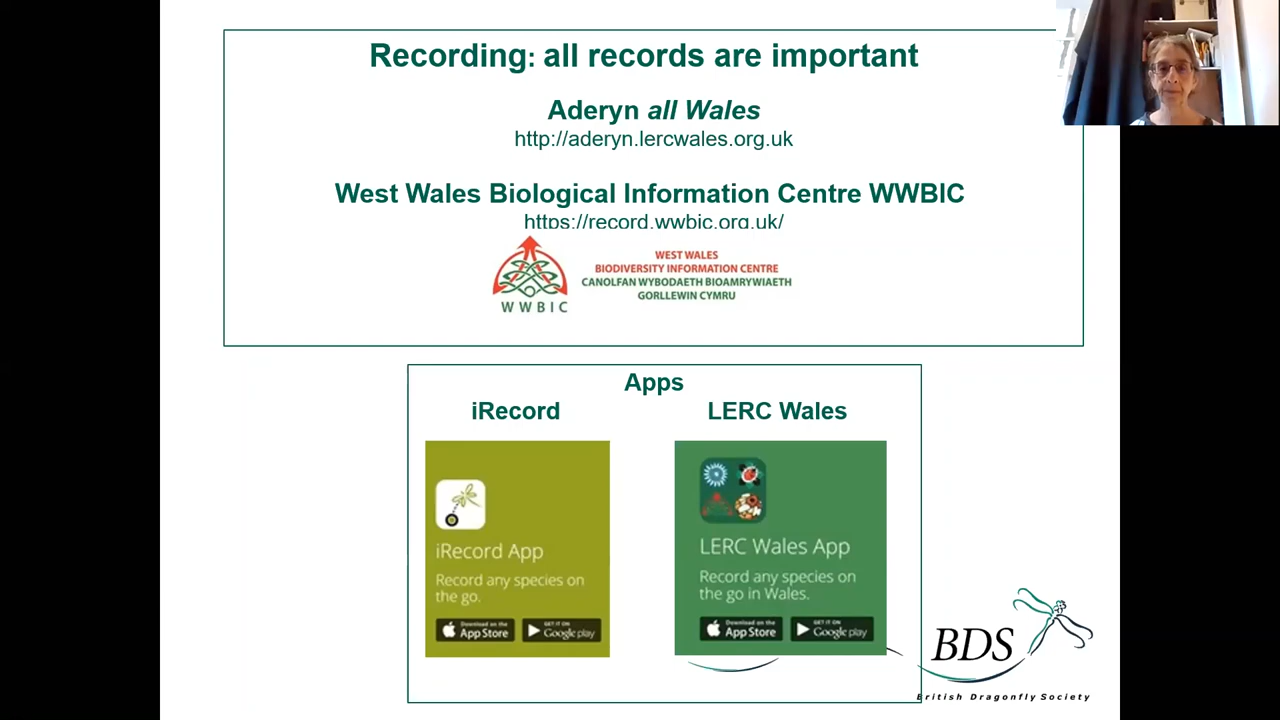 Recording: all records are important
Aderyn all Wales
http://aderyn.lercwales.org.uk
West Wales Biological Information Centre WWBIC
https://record.wwbic.org.uk/
WEST WALES
BIODIVERSITY INFORMATION CENTRE
CANOLFAN WYBODAETH BIOAMRYWIAETH
GORLLEWIN CYMRU
WWBIC
Apps
iRecord
LERC Wales
iRecord App
Record any species on
the go.
Download on the
App Store
GET IT ON
Google play
LERC Wales App
Record any species on
the go in Wales.
Download on the
App Store
GET IT ON
Google play
BDS
British Dragonfly Society